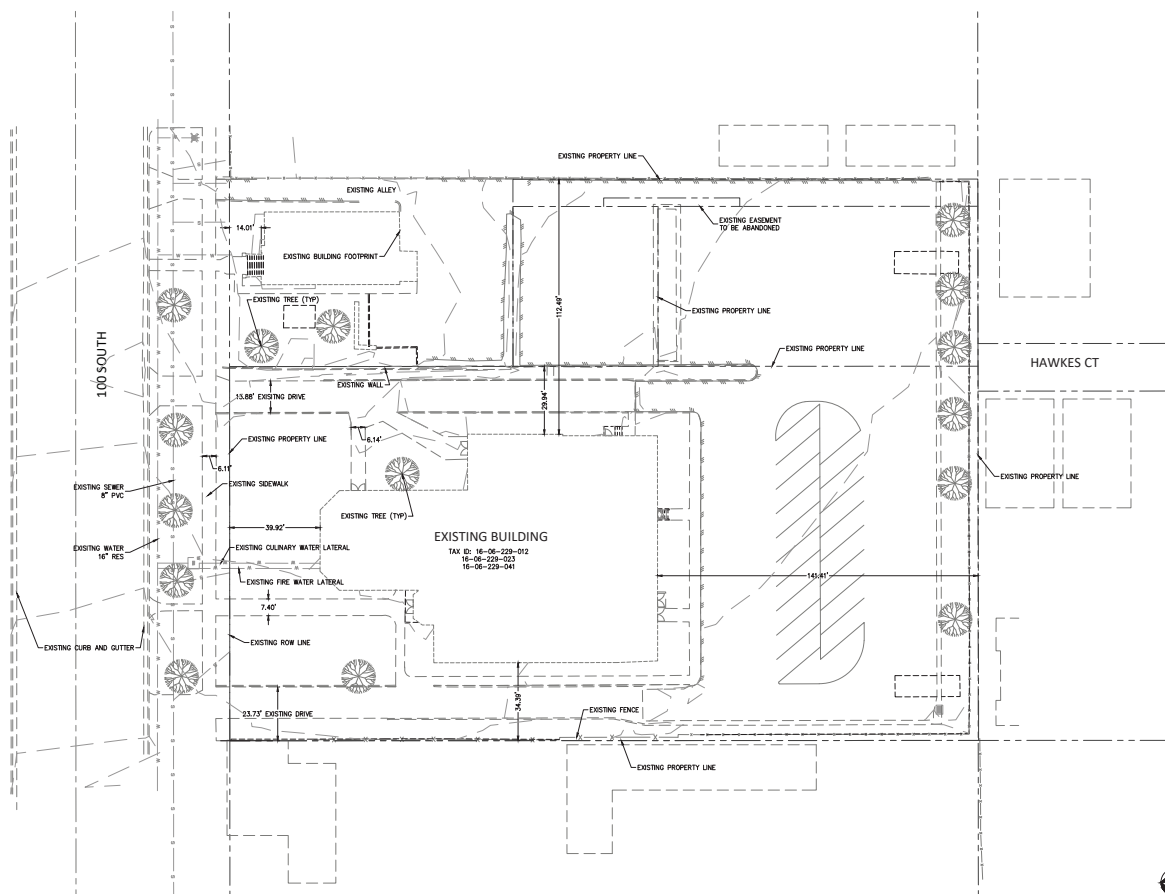 EXISTING PROPERTY LINE
EXISTING ALLEY
14.01'
EXISTING EASEMENT
TO BE ABANDONED
EXISTING BUILDING FOOTPRINT
EXISTING TREE (TYP)
112.49'
EXISTING PROPERTY LINE
100 SOUTH
EXISTING PROPERTY LINE
HAWKES CT
EXISTING WALL
13.88' EXISTING DRIVE
29.94'
6.14'
EXISTING PROPERTY LINE
6.11'
EXISTING PROPERTY LINE
EXISTING SIDEWALK
EXISTING SEWER
8" PVC
EXISTING TREE (TYP)
39.92'
EXISTING BUILDING
TAX ID: 16-06-229-012
16-06-229-023
16-06-229-041
EXISTING WATER
16" RES
EXISTING CULINARY WATER LATERAL
EXISTING FIRE WATER LATERAL
141.41'
7.40'
EXISTING ROW LINE
EXISTING CURB AND GUTTER
34.39'
EXISTING FENCE
23.73' EXISTING DRIVE
EXISTING PROPERTY LINE